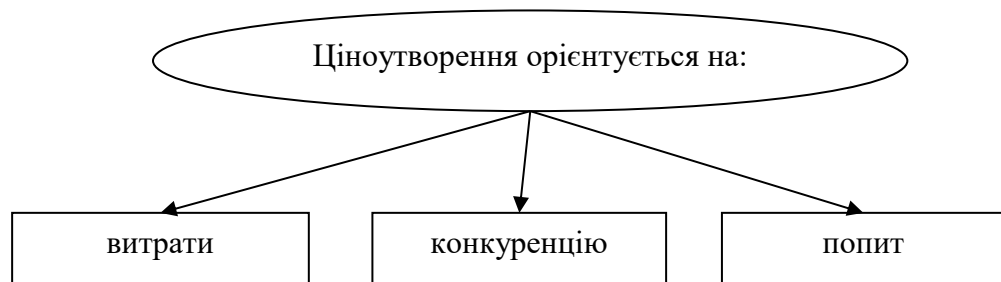 Ціноутворення орієнтується на:
витрати
конкуренцію
попит